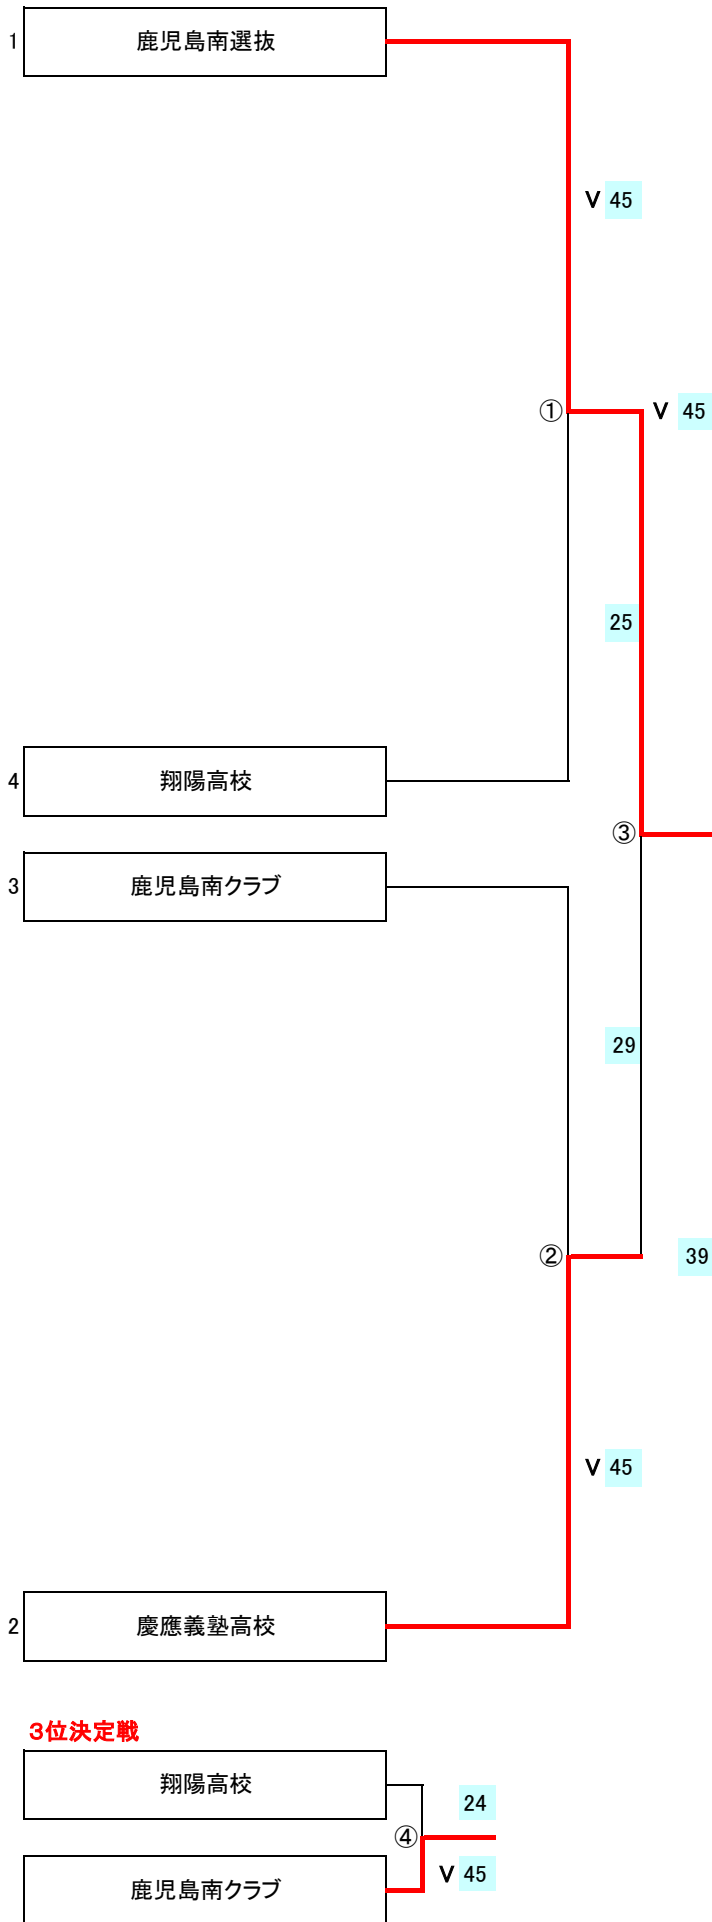 1 鹿児島南選抜
V 45
① V 45
25
4 翔陽高校
③
3 鹿児島南クラブ
29
② 39
V 45
2 慶應義塾高校
3位決定戦
翔陽高校
24
④
V 45
鹿児島南クラブ